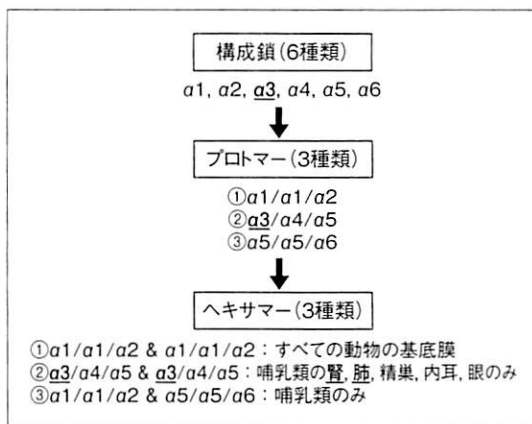 構成鎖(6種類)
α1, α2, α3, α4, α5, α6
プロトマー(3種類)
①α1/α1/α2
②α3/α4/α5
③α5/α5/α6
ヘキサマー(3種類)
①α1/α1/α2 & α1/α1/α2：すべての動物の基底膜
②α3/α4/α5 & α3/α4/α5：哺乳類の腎, 肺, 精巣, 内耳, 眼のみ
③α1/α1/α2 & α5/α5/α6：哺乳類のみ